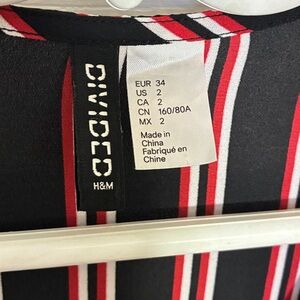 DIVIDED
H&M
EUR 34
US 2
CA 2
CN 160/80A
MX 2
Made in
China
Fabriqué en
Chine